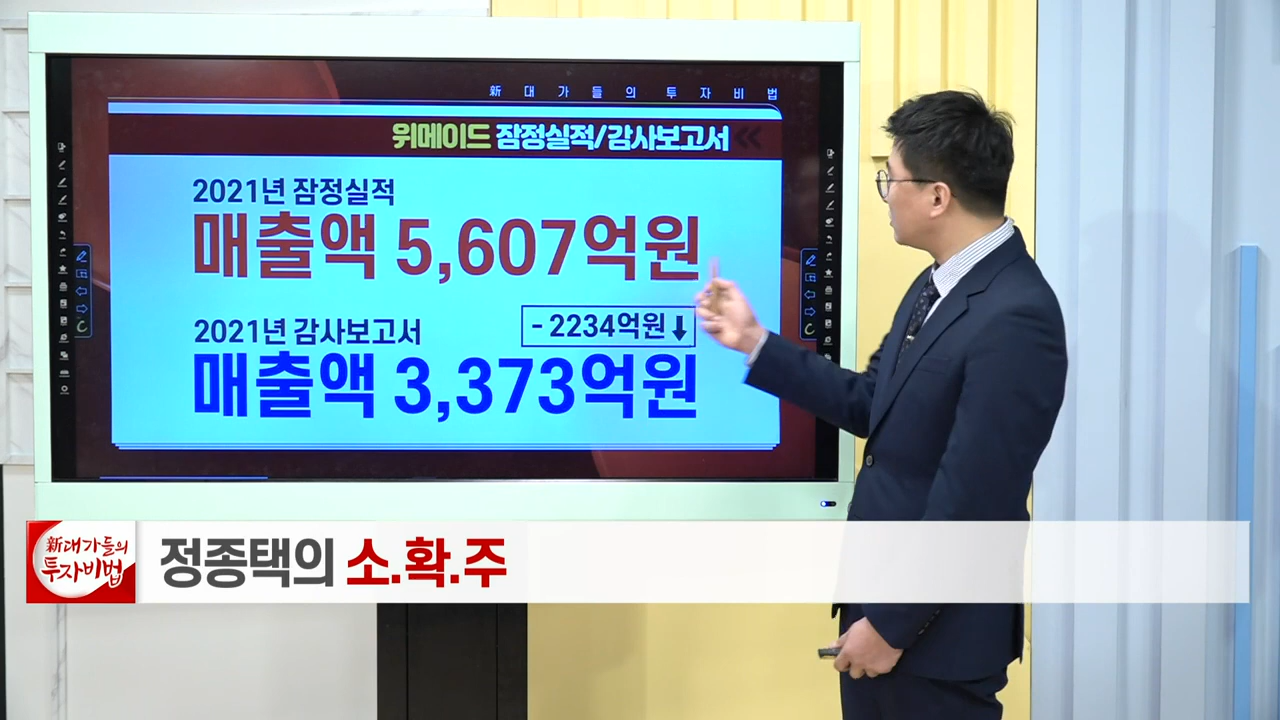 新대가들의투자비법
위메이드 잠정실적/감사보고서
2021년 잠정실적
매출액 5,607억원
2021년 감사보고서
- 2234억원↓
매출액 3,373억원
新대가들의
투자비법
정종택의 소.확.주